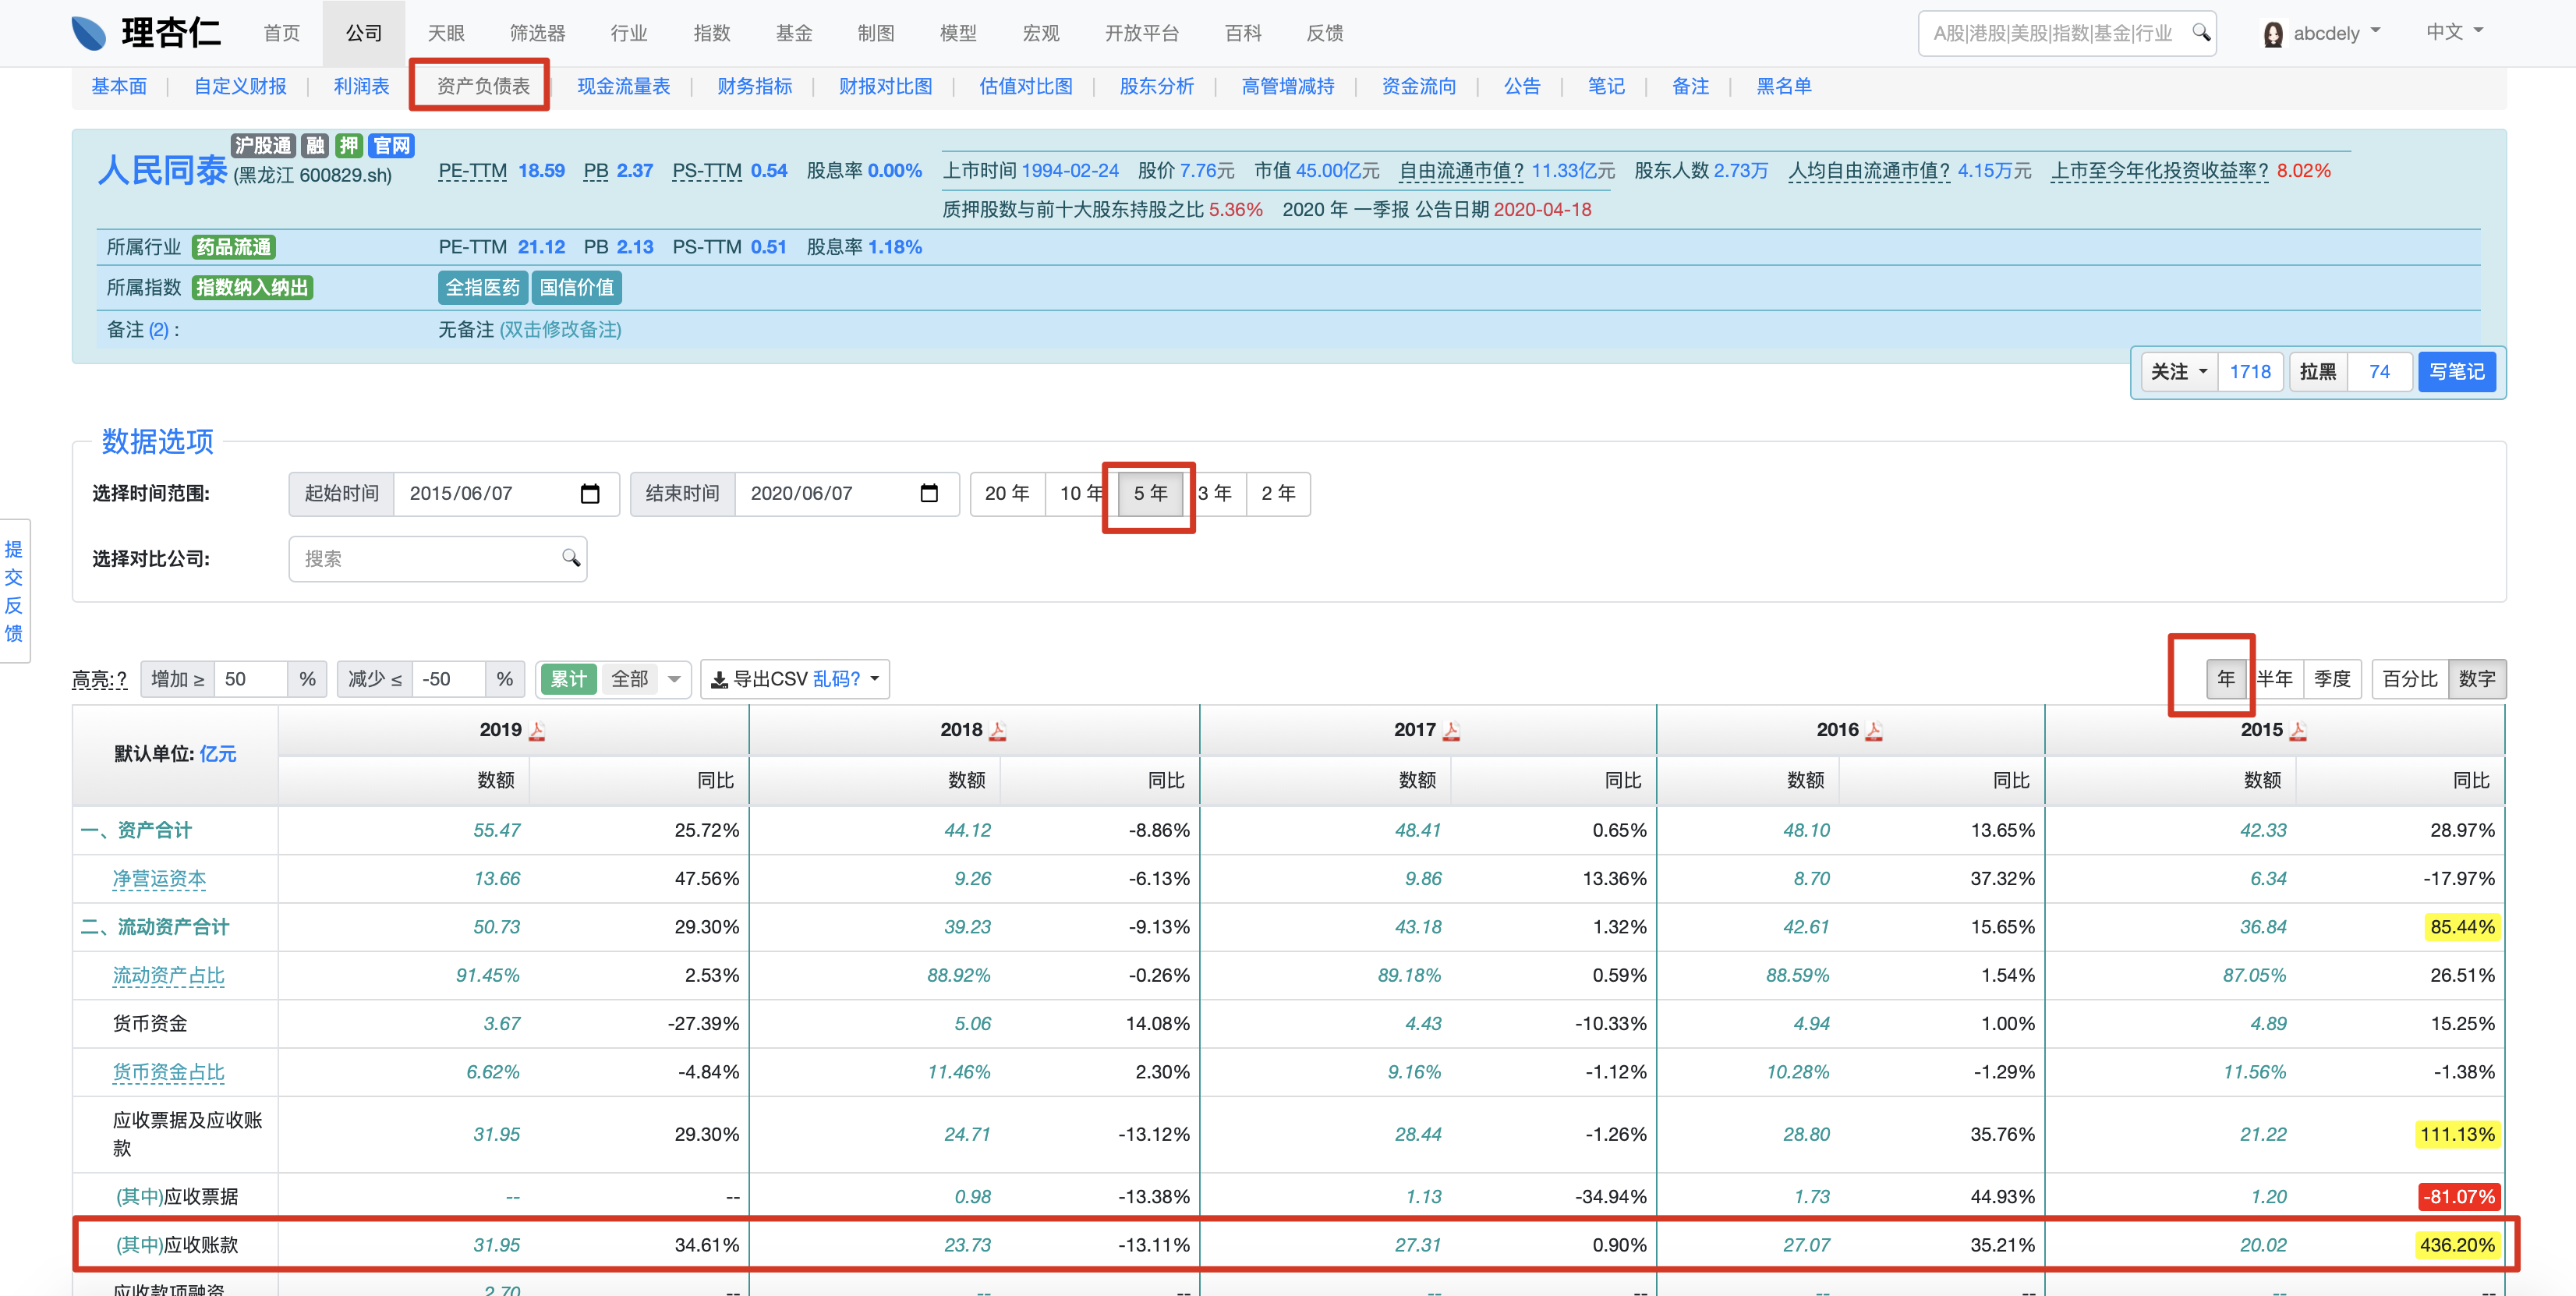 理杏仁 首页 公司 天眼 筛选器 行业 指数 基金 制图 模型 宏观 开放平台 百科 反馈 A股|港股|美股|指数|基金|行业 abcdely 中文
基本面 | 自定义财报 | 利润表 资产负债表 现金流量表 | 财务指标 | 财报对比图 | 估值对比图 | 股东分析 | 高管增减持 | 资金流向 | 公告 | 笔记 | 备注 | 黑名单
沪股通 融 押 官网
人民同泰 (黑龙江 600829.sh) PE-TTM 18.59 PB 2.37 PS-TTM 0.54 股息率 0.00% 上市时间 1994-02-24 股价 7.76元 市值 45.00亿元 自由流通市值? 11.33亿元 股东人数 2.73万 人均自由流通市值? 4.15万元 上市至今年化投资收益率? 8.02%
质押股数与前十大股东持股之比 5.36% 2020 年 一季报 公告日期 2020-04-18
所属行业 药品流通 PE-TTM 21.12 PB 2.13 PS-TTM 0.51 股息率 1.18%
所属指数 指数纳入纳出 全指医药 国信价值
备注 (2) : 无备注 (双击修改备注)
关注 1718 拉黑 74 写笔记
数据选项
选择时间范围: 起始时间 2015/06/07 结束时间 2020/06/07 20 年 10 年 5 年 3 年 2 年
选择对比公司: 搜索
提交反馈
高亮:? 增加 ≥ 50 % 减少 ≤ -50 % 累计 全部 导出CSV 乱码? 年 半年 季度 百分比 数字
默认单位: 亿元 2019 2018 2017 2016 2015
数额 同比 数额 同比 数额 同比 数额 同比 数额 同比
一、资产合计 55.47 25.72% 44.12 -8.86% 48.41 0.65% 48.10 13.65% 42.33 28.97%
净营运资本 13.66 47.56% 9.26 -6.13% 9.86 13.36% 8.70 37.32% 6.34 -17.97%
二、流动资产合计 50.73 29.30% 39.23 -9.13% 43.18 1.32% 42.61 15.65% 36.84 85.44%
流动资产占比 91.45% 2.53% 88.92% -0.26% 89.18% 0.59% 88.59% 1.54% 87.05% 26.51%
货币资金 3.67 -27.39% 5.06 14.08% 4.43 -10.33% 4.94 1.00% 4.89 15.25%
货币资金占比 6.62% -4.84% 11.46% 2.30% 9.16% -1.12% 10.28% -1.29% 11.56% -1.38%
应收票据及应收账款 31.95 29.30% 24.71 -13.12% 28.44 -1.26% 28.80 35.76% 21.22 111.13%
(其中)应收票据 -- -- 0.98 -13.38% 1.13 -34.94% 1.73 44.93% 1.20 -81.07%
(其中)应收账款 31.95 34.61% 23.73 -13.11% 27.31 0.90% 27.07 35.21% 20.02 436.20%
应收款项融资 2.70 -- -- -- -- -- -- -- -- --